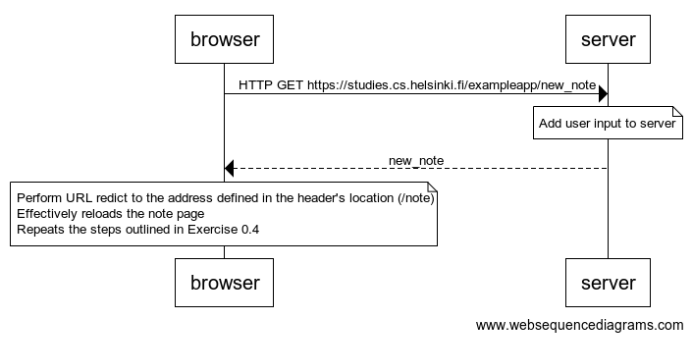 browser
server
HTTP GET https://studies.cs.helsinki.fi/exampleapp/new_note
Add user input to server
new_note
Perform URL redict to the address defined in the header's location (/note)
Effectively reloads the note page
Repeats the steps outlined in Exercise 0.4
browser
server
www.websequencediagrams.com